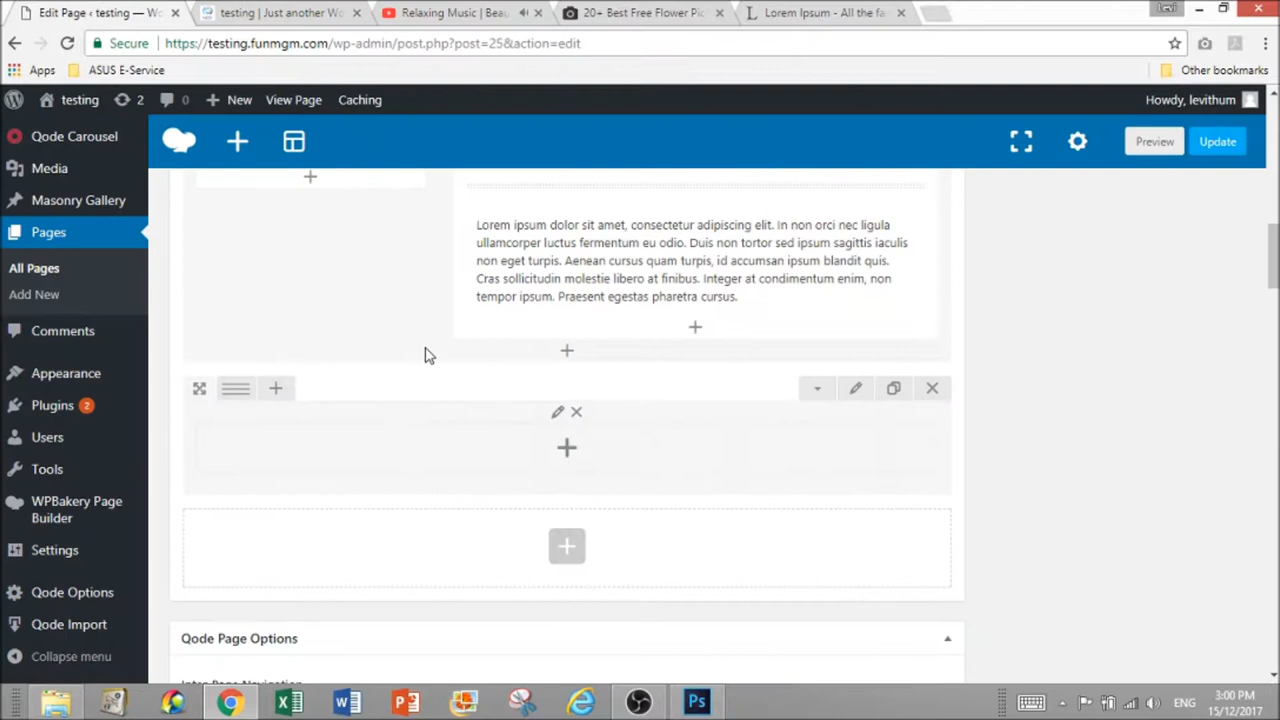 Edit Page ‹ testing — Wo
testing | Just another Wo
Relaxing Music | Beau
20+ Best Free Flower Pic
Lorem Ipsum - All the fa
Levi
Secure
https://testing.funmgm.com/wp-admin/post.php?post=25&action=edit
Apps
ASUS E-Service
Other bookmarks
testing
2
0
New
View Page
Caching
Howdy, levithum
Qode Carousel
Preview
Update
Media
Masonry Gallery
Pages
All Pages
Add New
Comments
Appearance
Plugins 2
Users
Tools
WPBakery Page
Builder
Settings
Qode Options
Qode Import
Collapse menu
Lorem ipsum dolor sit amet, consectetur adipiscing elit. In non orci nec ligula
ullamcorper luctus fermentum eu odio. Duis non tortor sed ipsum sagittis iaculis
non eget turpis. Aenean cursus quam turpis, id accumsan ipsum blandit quis.
Cras sollicitudin molestie libero at finibus. Integer at condimentum enim, non
tempor ipsum. Praesent egestas pharetra cursus.
Qode Page Options
ENG
3:00 PM
15/12/2017